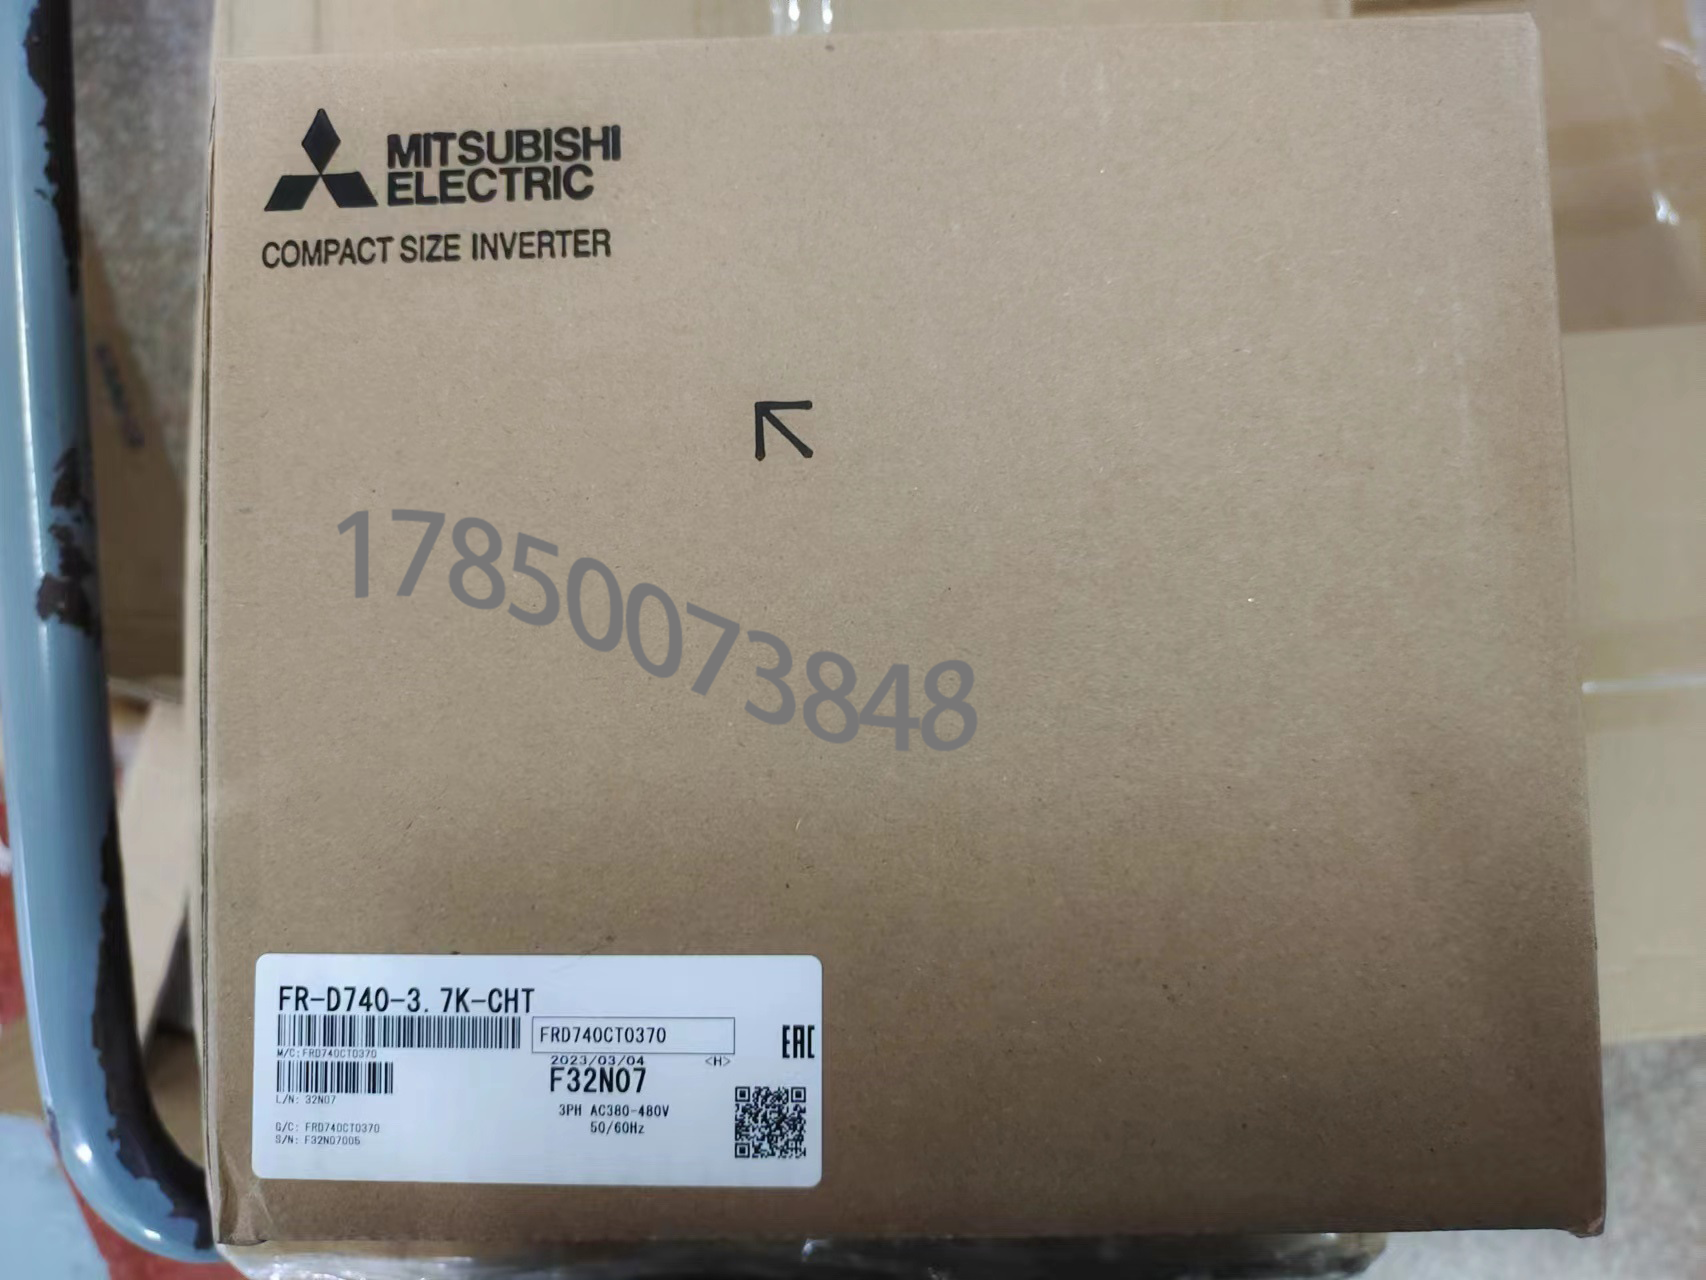 MITSUBISHI
ELECTRIC
COMPACT SIZE INVERTER
17850073848
FR-D740-3.7K-CHT
FRD740CT0370
M/C:FRD740CT0370
2023/03/04 <H>
F32N07
L/N: 32N07
3PH AC380-480V
50/60Hz
G/C: FRD740CT0370
S/N: F32N07005
EAC